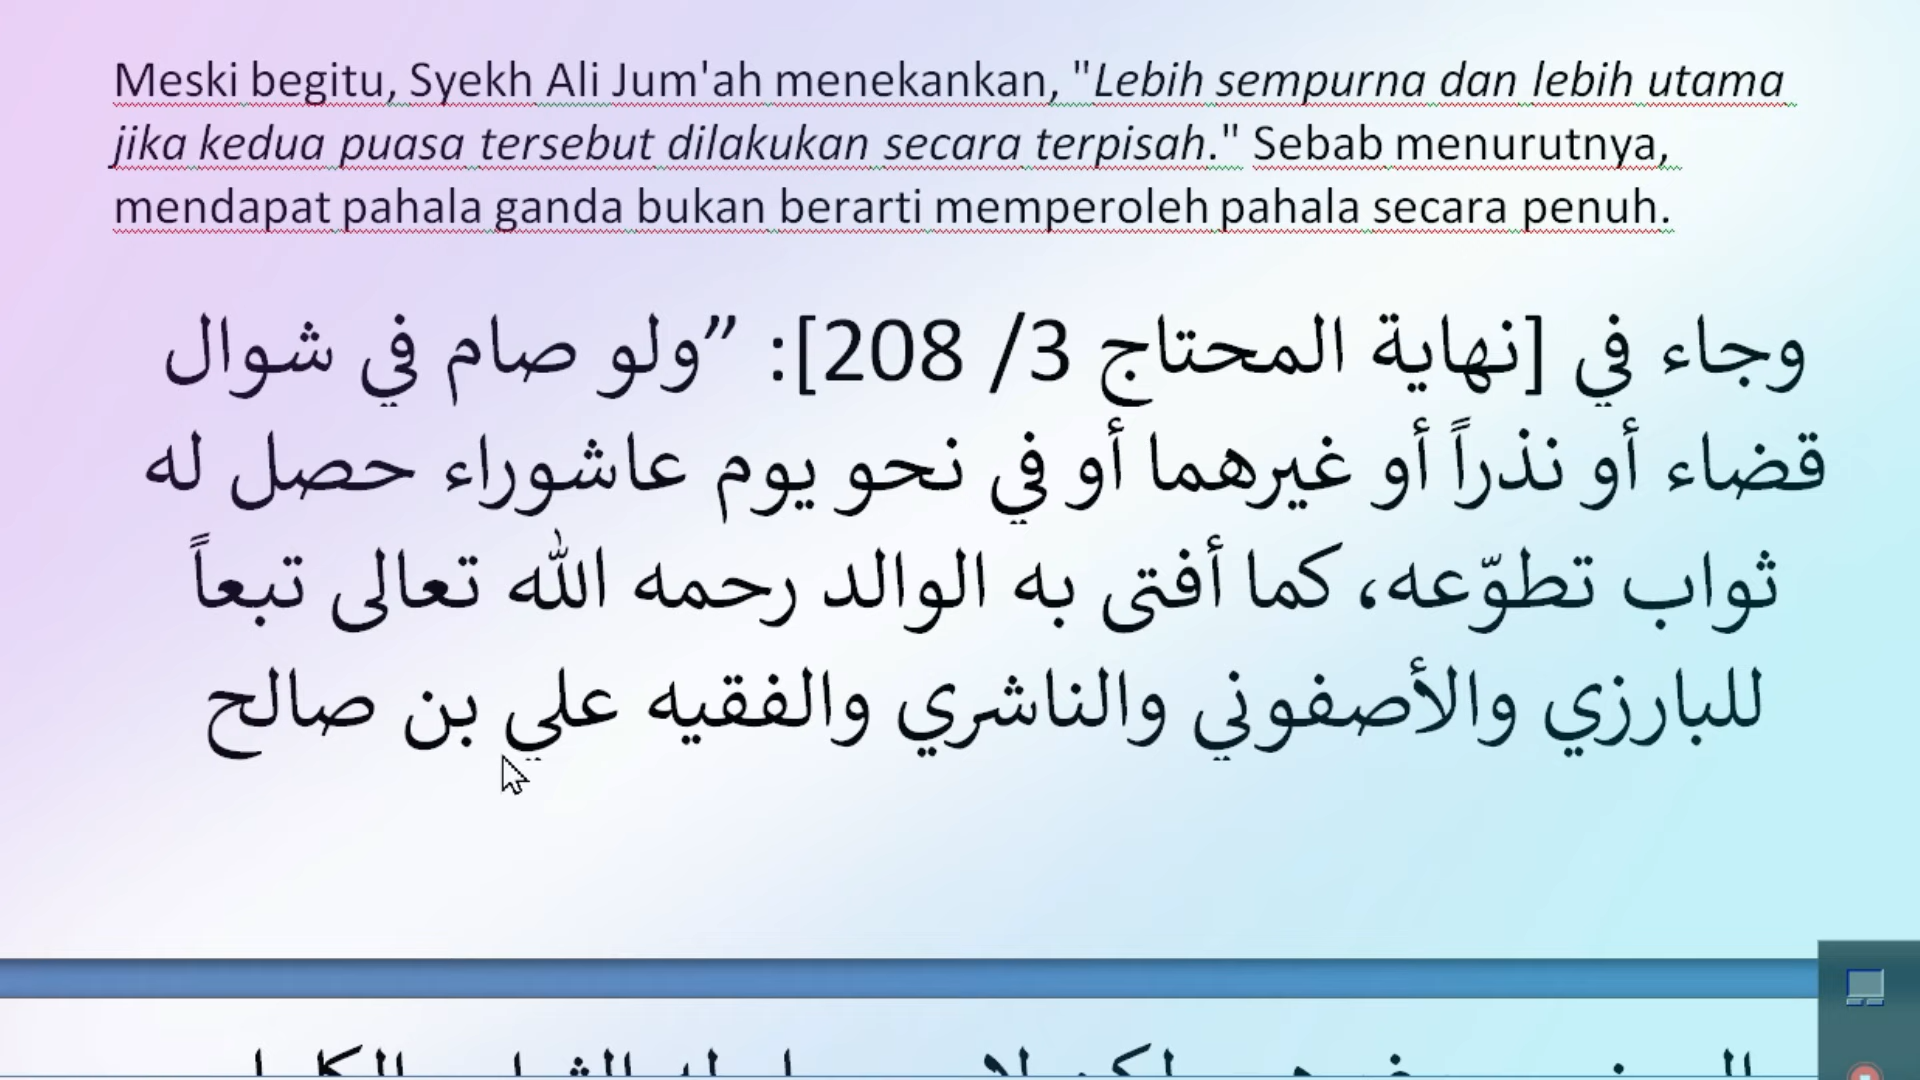 Meski begitu, Syekh Ali Jum'ah menekankan, "Lebih sempurna dan lebih utama
jika kedua puasa tersebut dilakukan secara terpisah." Sebab menurutnya,
mendapat pahala ganda bukan berarti memperoleh pahala secara penuh.
وجاء في [نهاية المحتاج 3/ 208]: ”ولو صام في شوال
قضاء أو نذراً أو غيرهما أو في نحو يوم عاشوراء حصل له
ثواب تطوّعه، كما أفتى به الوالد رحمه الله تعالى تبعاً
للبارزي والأصفوني والناشري والفقيه علي بن صالح